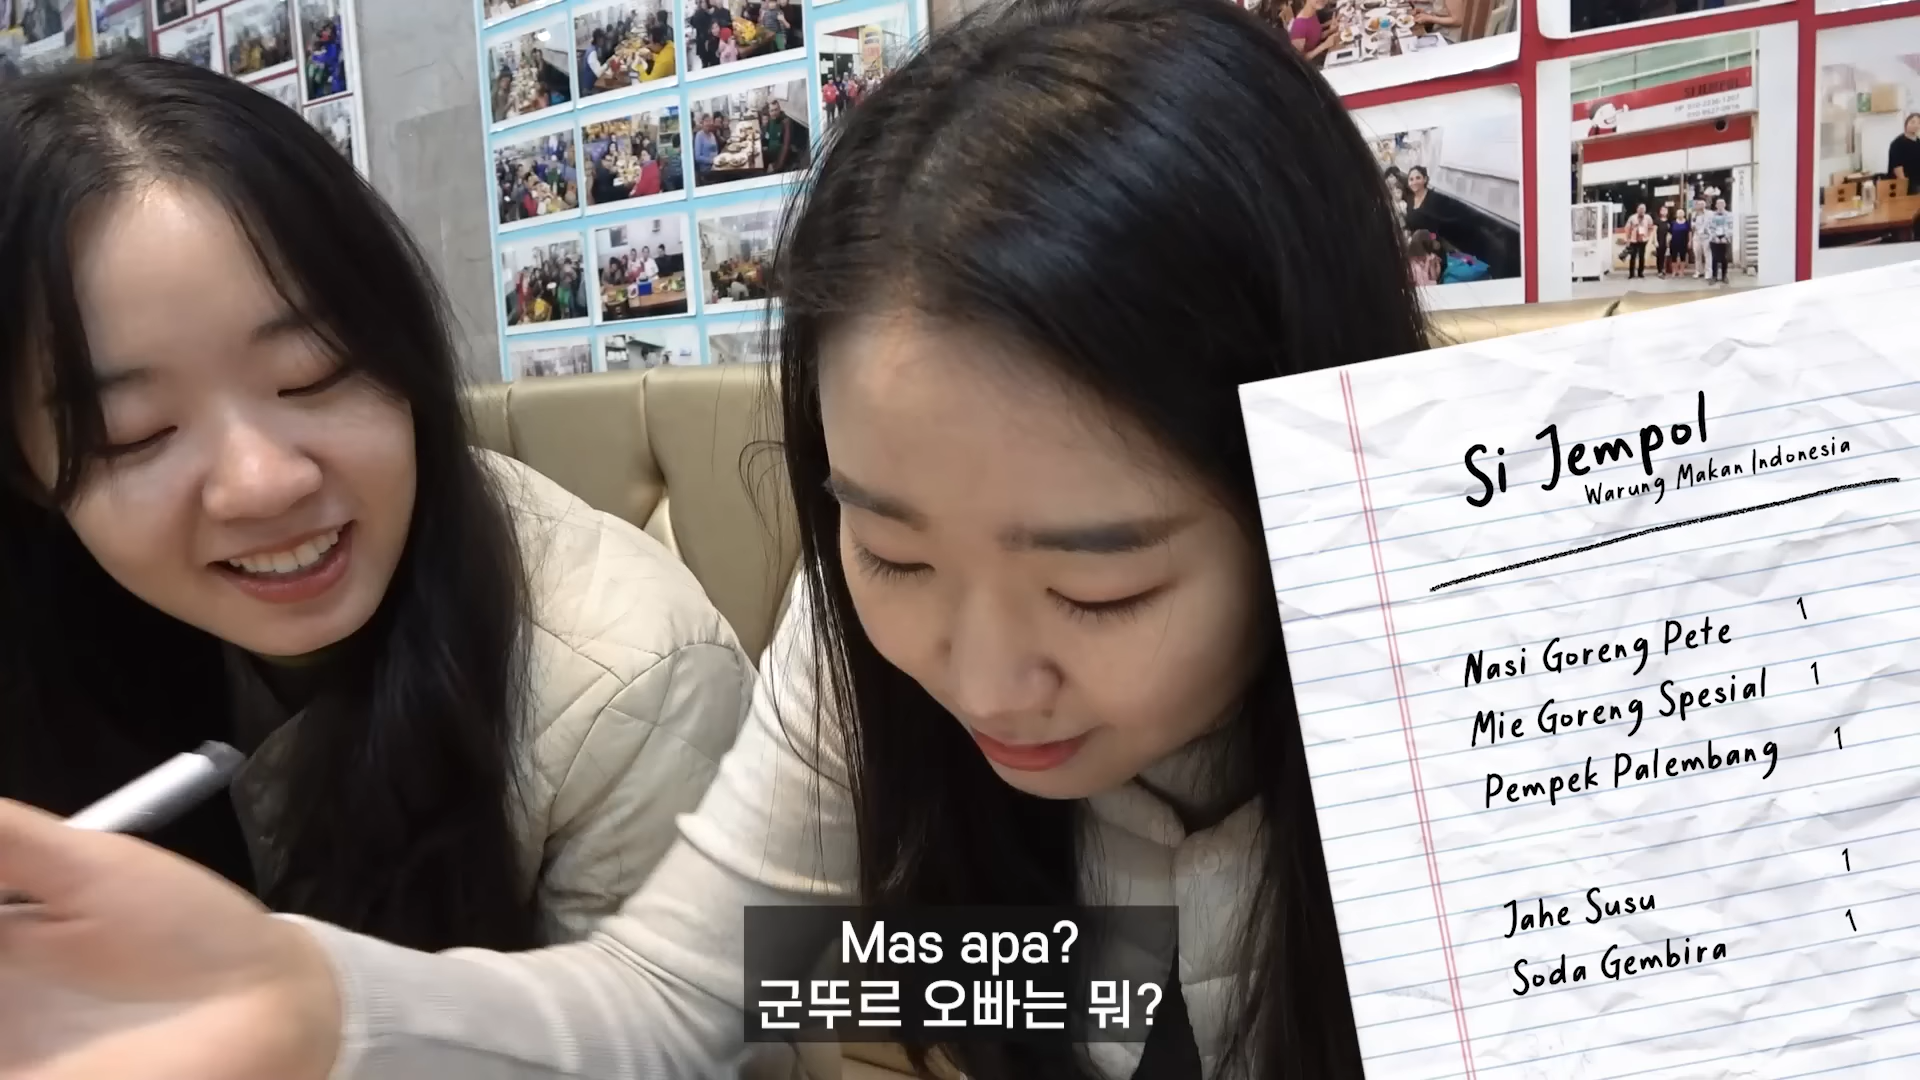 Si Jempol
Warung Makan Indonesia
Nasi Goreng Pete 1
Mie Goreng Spesial 1
Pempek Palembang 1
Jahe Susu 1
Soda Gembira 1
Mas apa?
군뚜르 오빠는 뭐?